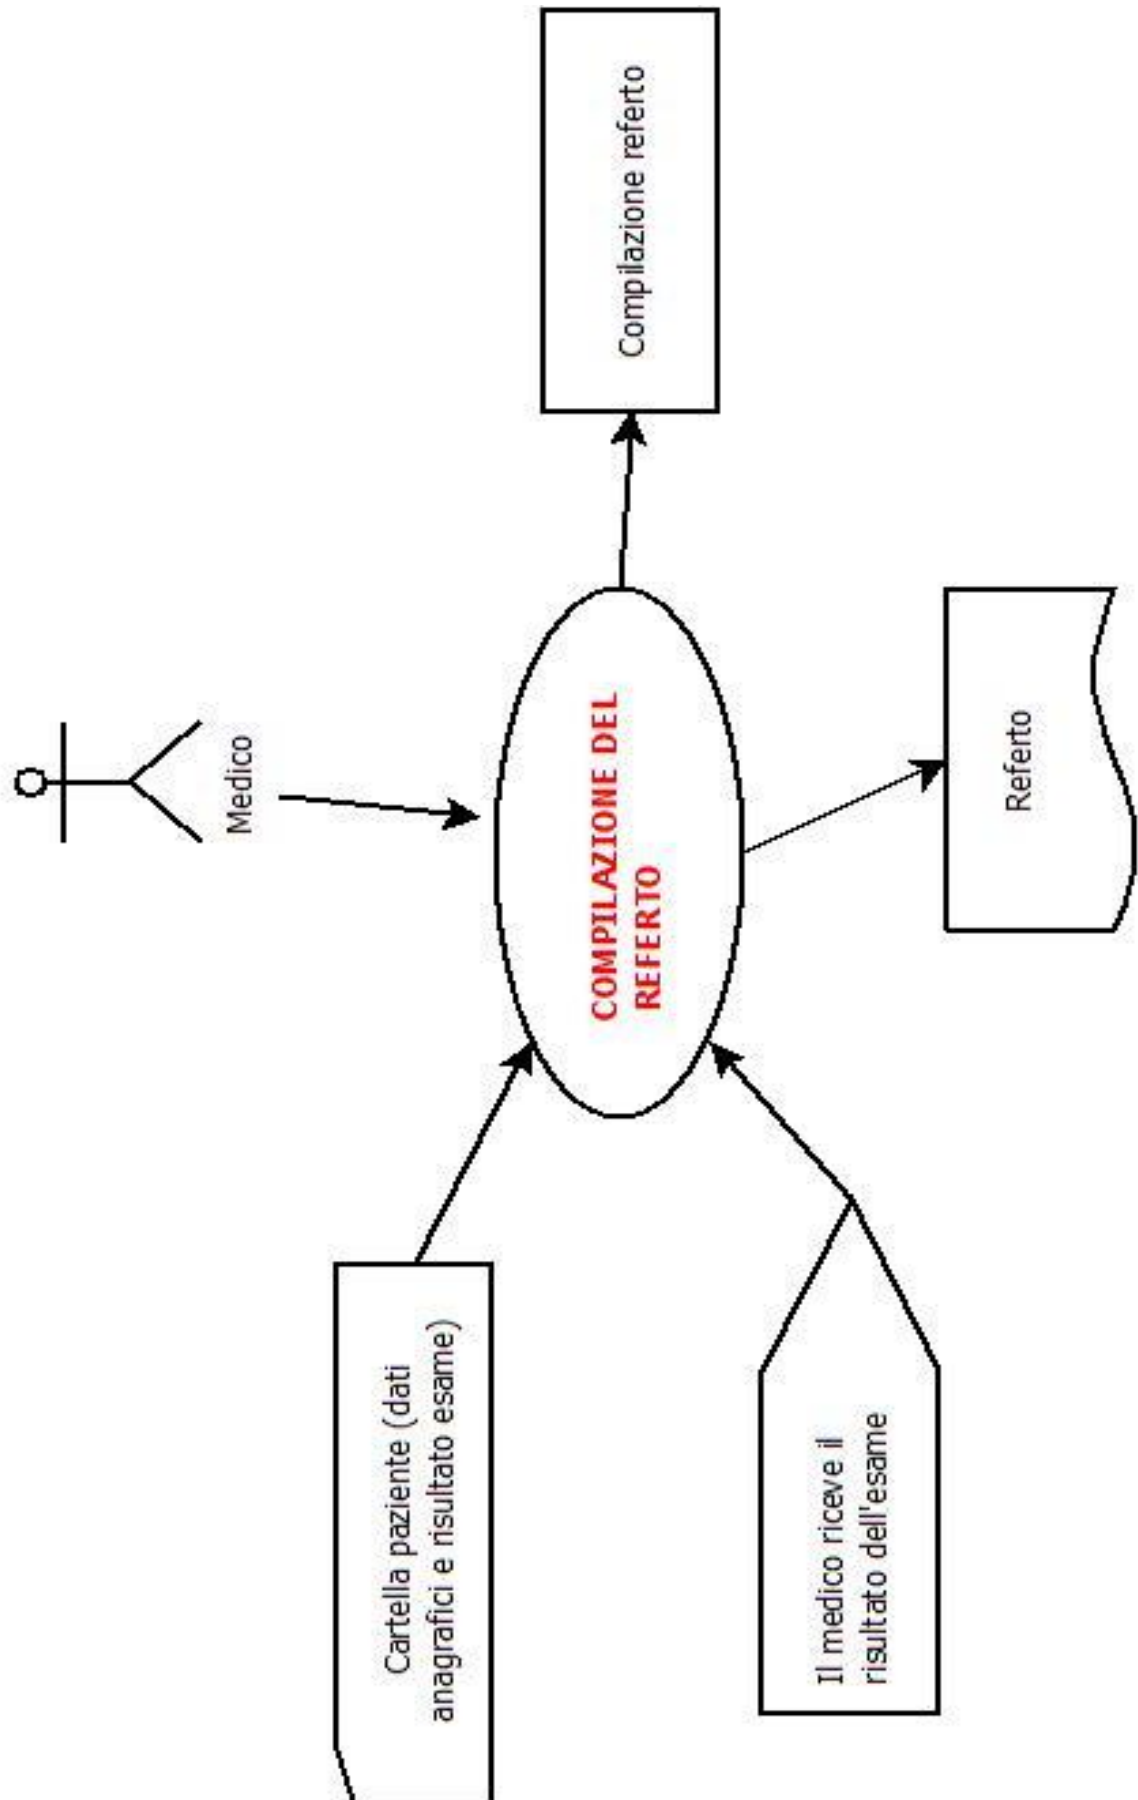 Medico
Cartella paziente (dati
anagrafici e risultato esame)
COMPILAZIONE DEL
REFERTO
Compilazione referto
Il medico riceve il
risultato dell'esame
Referto